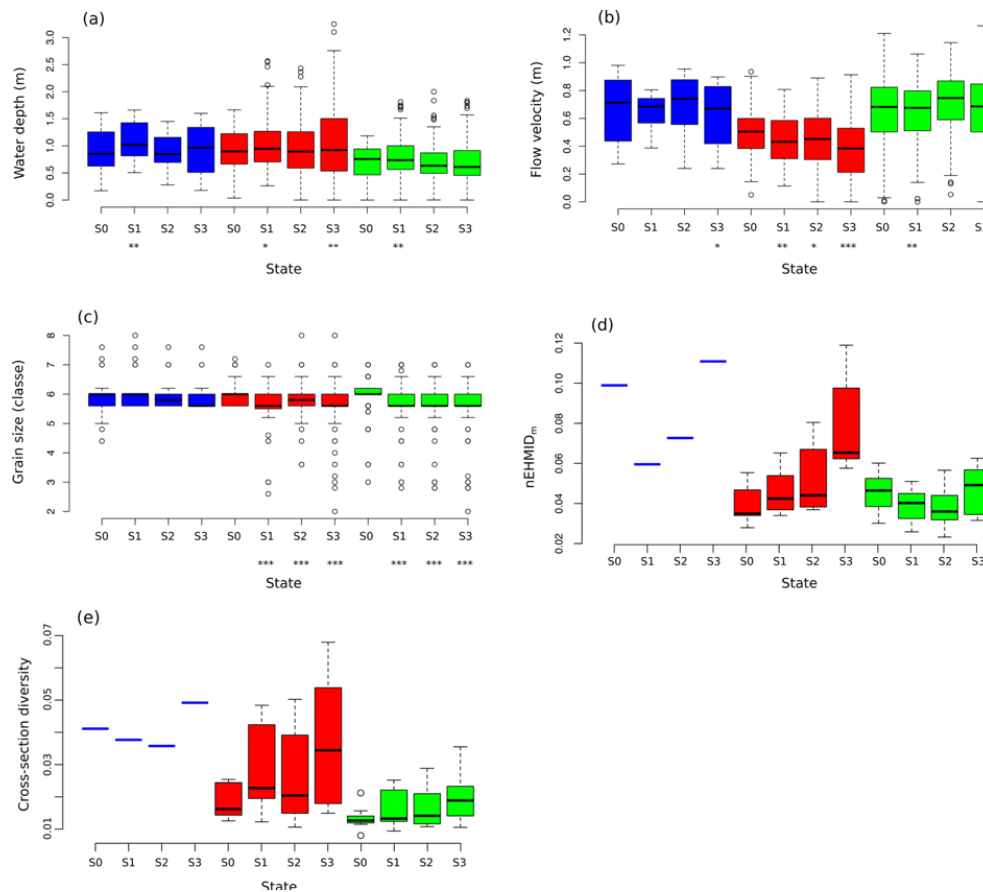 (a)
Water depth (m)
0.0 0.5 1.0 1.5 2.0 2.5 3.0
S0 S1 S2 S3 S0 S1 S2 S3 S0 S1 S2 S3
** * ** **
State
(b)
Flow velocity (m)
0.0 0.2 0.4 0.6 0.8 1.0 1.2
S0 S1 S2 S3 S0 S1 S2 S3 S0 S1 S2
* ** * *** **
State
(c)
Grain size (classe)
2 3 4 5 6 7 8
S0 S1 S2 S3 S0 S1 S2 S3 S0 S1 S2 S3
*** *** *** *** *** ***
State
(d)
nEHMIDm
0.02 0.04 0.06 0.08 0.10 0.12
S0 S1 S2 S3 S0 S1 S2 S3 S0 S1 S2 S3
State
(e)
Cross-section diversity
0.01 0.03 0.05 0.07
S0 S1 S2 S3 S0 S1 S2 S3 S0 S1 S2 S3
State